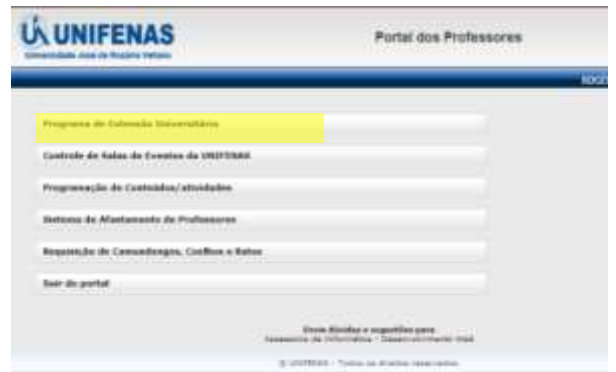 UNIFENAS
Universidade José do Rosário Vellano
Portal dos Professores
Programa de Extensão Universitária
Controle de Salas de Eventos da UNIFENAS
Programação de Conteúdos/atividades
Sistema de Afastamento de Professores
Requisição de Camundongos, Coelhos e Ratos
Sair do portal
Envie dúvidas e sugestões para
Assessoria de Informática - Desenvolvimento Web
© UNIFENAS - Todos os direitos reservados